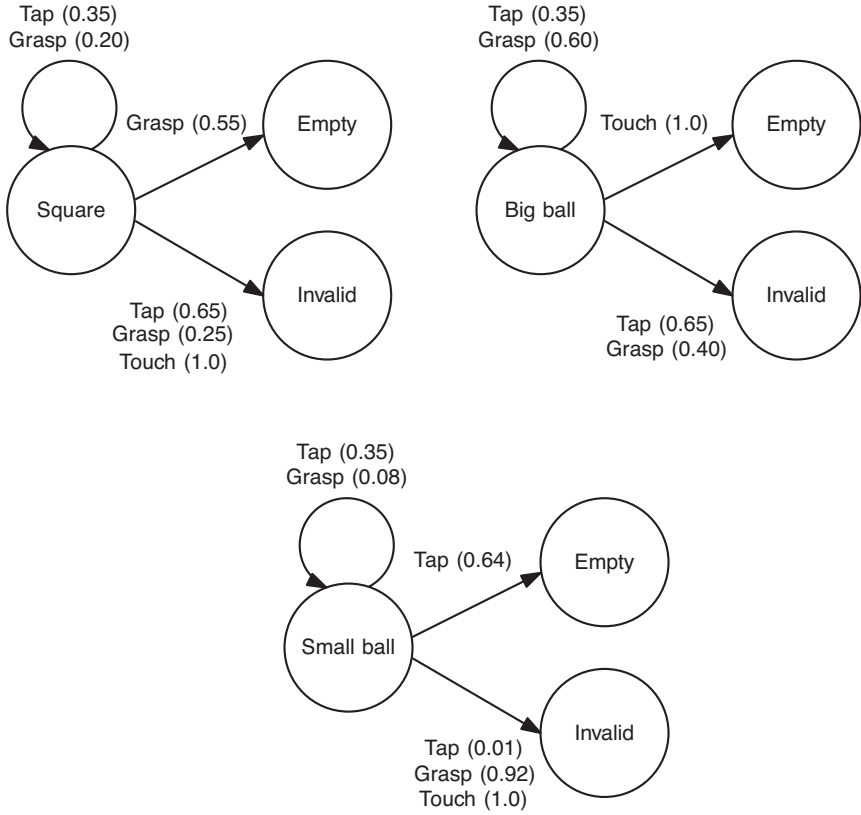 Tap (0.35)
Grasp (0.20)
Grasp (0.55)
Empty
Square
Invalid
Tap (0.65)
Grasp (0.25)
Touch (1.0)
Tap (0.35)
Grasp (0.60)
Touch (1.0)
Empty
Big ball
Invalid
Tap (0.65)
Grasp (0.40)
Tap (0.35)
Grasp (0.08)
Tap (0.64)
Empty
Small ball
Invalid
Tap (0.01)
Grasp (0.92)
Touch (1.0)